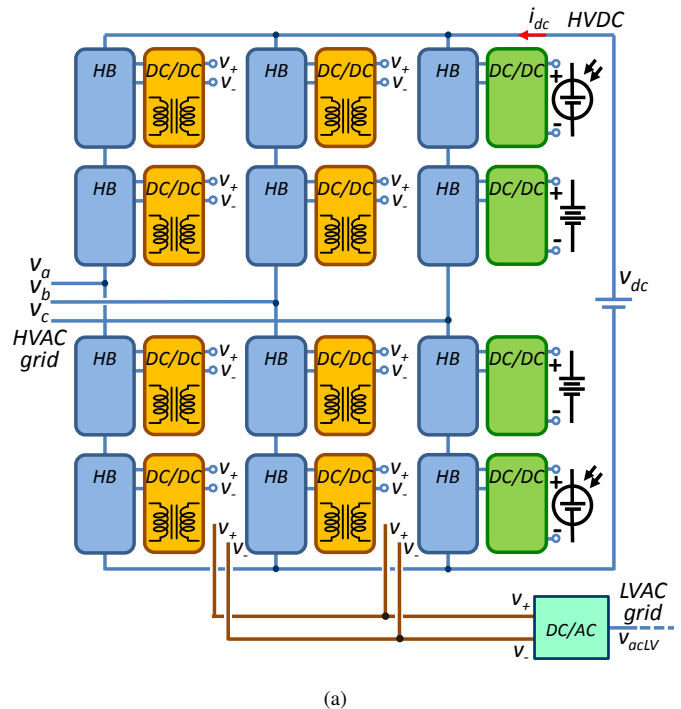 i_dc HVDC
HB DC/DC v+ HB DC/DC v+ HB DC/DC +
v- v- -
HB DC/DC v+ HB DC/DC v+ HB DC/DC +
v- v- -
v_a
v_b
v_c
v_dc
HVAC
grid
HB DC/DC v+ HB DC/DC v+ HB DC/DC +
v- v- -
HB DC/DC v+ HB DC/DC v+ HB DC/DC +
v- v- -
v+ v+
v- v-
v+
v-
DC/AC
LVAC
grid
v_acLV
(a)